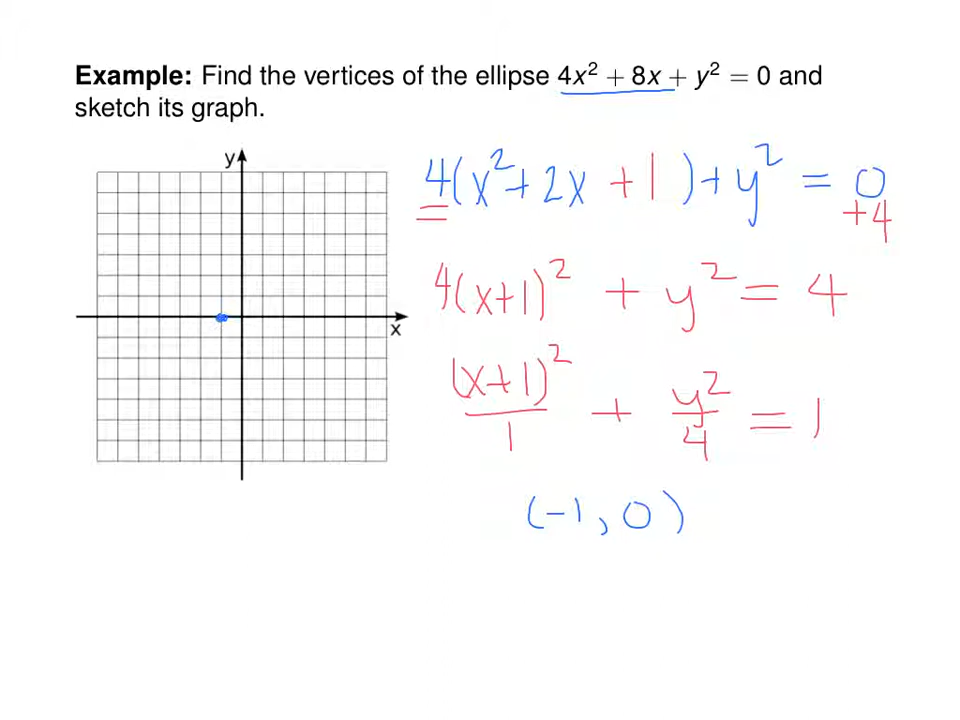 Example: Find the vertices of the ellipse 4x² + 8x + y² = 0 and
sketch its graph.
y
x
4(x²+2x +1)+y² = 0
+4
4(x+1)² + y² = 4
(x+1)²/1 + y²/4 = 1
(-1,0)